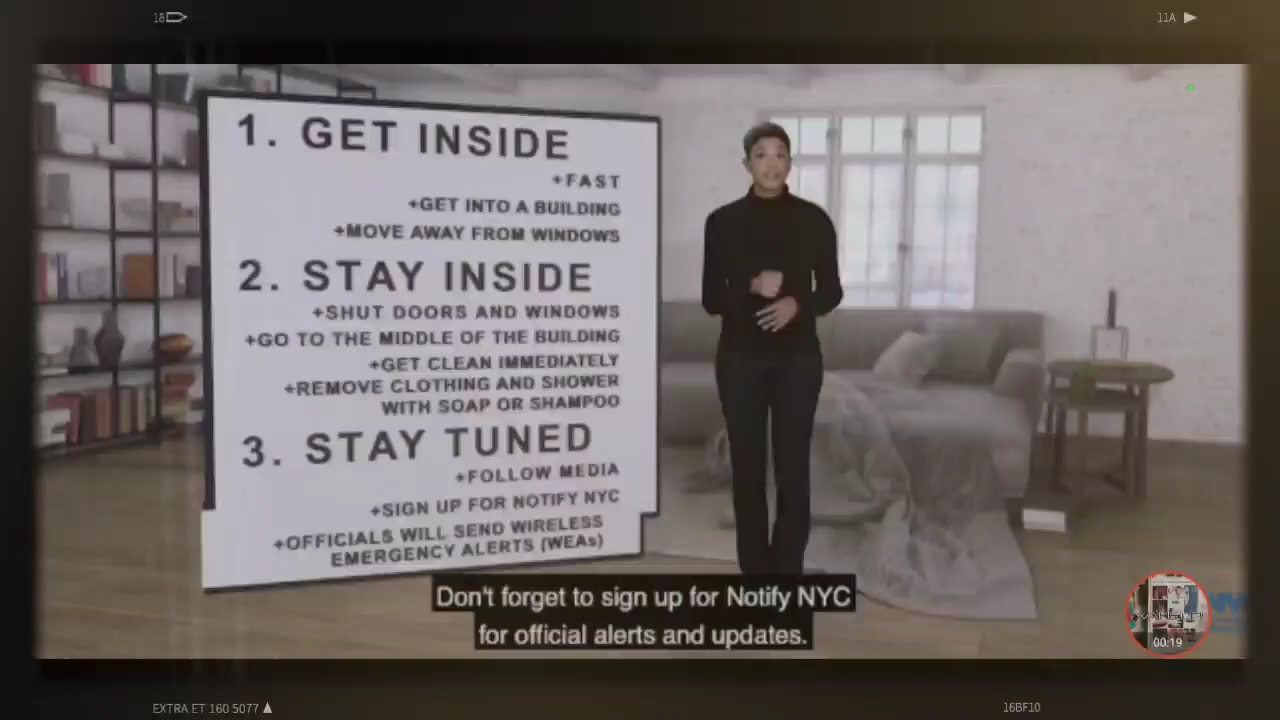 18
11A
1. GET INSIDE
+FAST
+GET INTO A BUILDING
+MOVE AWAY FROM WINDOWS
2. STAY INSIDE
+SHUT DOORS AND WINDOWS
+GO TO THE MIDDLE OF THE BUILDING
+GET CLEAN IMMEDIATELY
+REMOVE CLOTHING AND SHOWER
WITH SOAP OR SHAMPOO
3. STAY TUNED
+FOLLOW MEDIA
+SIGN UP FOR NOTIFY NYC
+OFFICIALS WILL SEND WIRELESS
EMERGENCY ALERTS (WEAs)
Don't forget to sign up for Notify NYC
for official alerts and updates.
00:19
EXTRA ET 160 5077
16BF10